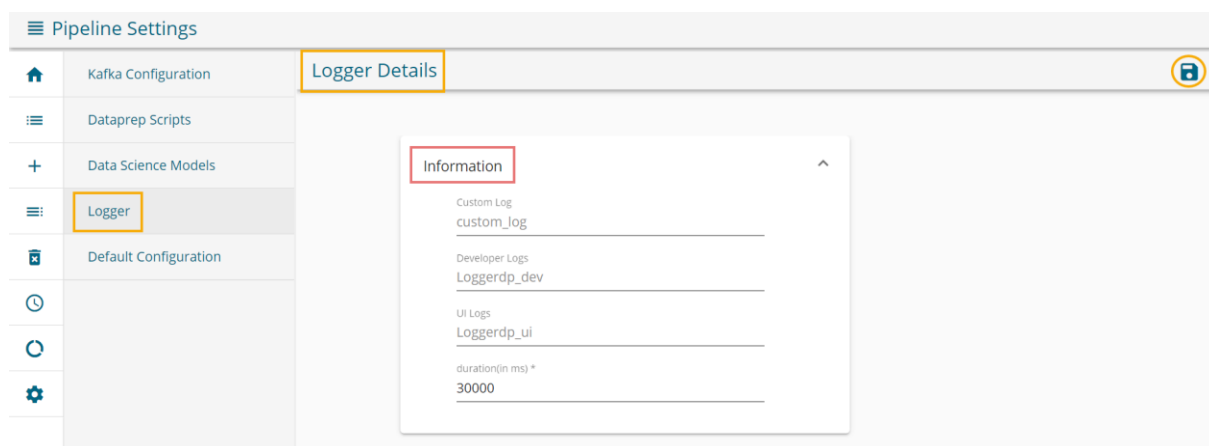 Pipeline Settings
Kafka Configuration
Dataprep Scripts
Data Science Models
Logger
Default Configuration
Logger Details
Information
Custom Log
custom_log
Developer Logs
Loggerdp_dev
UI Logs
Loggerdp_ui
duration(in ms) *
30000